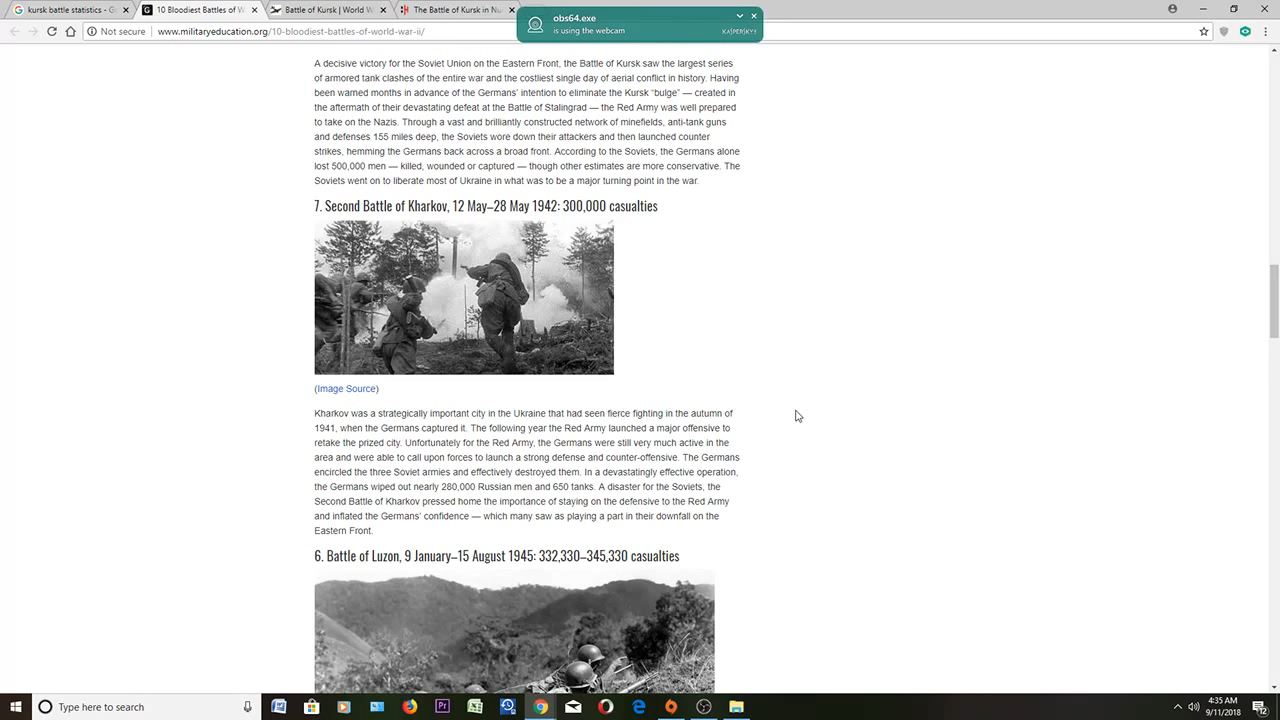 kursk battle statistics - G
10 Bloodiest Battles of W
Battle of Kursk | World W
The Battle of Kursk in Nu
obs64.exe
is using the webcam
KASPERSKY
Not secure
www.militaryeducation.org/10-bloodiest-battles-of-world-war-ii/
A decisive victory for the Soviet Union on the Eastern Front, the Battle of Kursk saw the largest series
of armored tank clashes of the entire war and the costliest single day of aerial conflict in history. Having
been warned months in advance of the Germans' intention to eliminate the Kursk “bulge” — created in
the aftermath of their devastating defeat at the Battle of Stalingrad — the Red Army was well prepared
to take on the Nazis. Through a vast and brilliantly constructed network of minefields, anti-tank guns
and defenses 155 miles deep, the Soviets wore down their attackers and then launched counter
strikes, hemming the Germans back across a broad front. According to the Soviets, the Germans alone
lost 500,000 men — killed, wounded or captured — though other estimates are more conservative. The
Soviets went on to liberate most of Ukraine in what was to be a major turning point in the war.
7. Second Battle of Kharkov, 12 May–28 May 1942: 300,000 casualties
(Image Source)
Kharkov was a strategically important city in the Ukraine that had seen fierce fighting in the autumn of
1941, when the Germans captured it. The following year the Red Army launched a major offensive to
retake the prized city. Unfortunately for the Red Army, the Germans were still very much active in the
area and were able to call upon forces to launch a strong defense and counter-offensive. The Germans
encircled the three Soviet armies and effectively destroyed them. In a devastatingly effective operation,
the Germans wiped out nearly 280,000 Russian men and 650 tanks. A disaster for the Soviets, the
Second Battle of Kharkov pressed home the importance of staying on the defensive to the Red Army
and inflated the Germans' confidence — which many saw as playing a part in their downfall on the
Eastern Front.
6. Battle of Luzon, 9 January–15 August 1945: 332,330–345,330 casualties
Type here to search
4:35 AM
9/11/2018